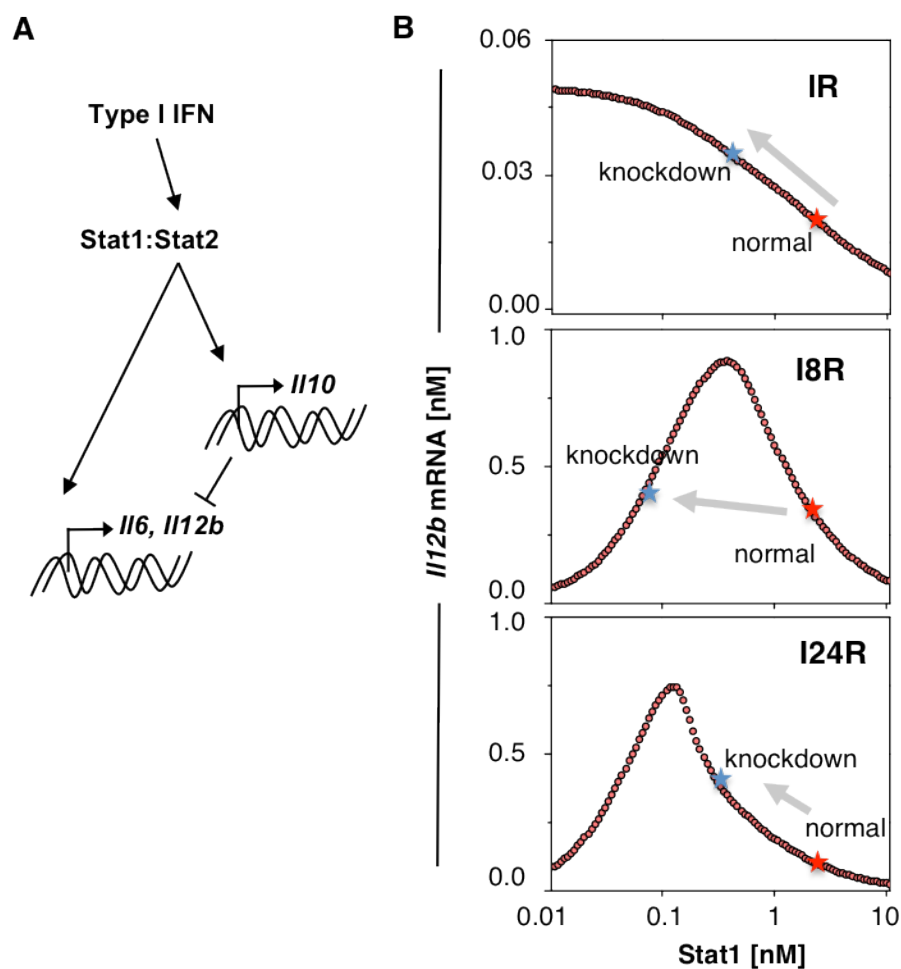 A
Type I IFN
Stat1:Stat2
Il10
Il6, Il12b
B
Il12b mRNA [nM]
0.06
0.03
0.00
IR
knockdown
normal
1.0
0.5
0.0
I8R
knockdown
normal
1.0
0.5
0.0
I24R
knockdown
normal
0.01 0.1 1 10
Stat1 [nM]